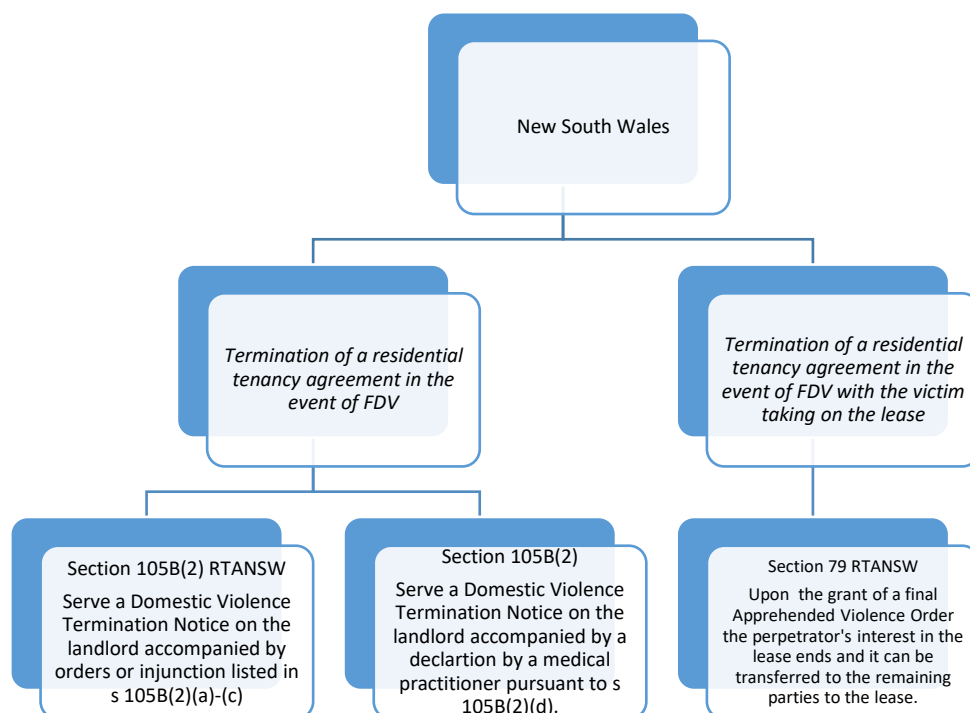 New South Wales
Termination of a residential
tenancy agreement in the
event of FDV
Termination of a residential
tenancy agreement in the
event of FDV with the victim
taking on the lease
Section 105B(2) RTANSW
Serve a Domestic Violence
Termination Notice on the
landlord accompanied by
orders or injunction listed in
s 105B(2)(a)-(c)
Section 105B(2)
Serve a Domestic Violence
Termination Notice on the
landlord accompanied by a
declartion by a medical
practitioner pursuant to s
105B(2)(d).
Section 79 RTANSW
Upon the grant of a final
Apprehended Violence Order
the perpetrator's interest in the
lease ends and it can be
transferred to the remaining
parties to the lease.